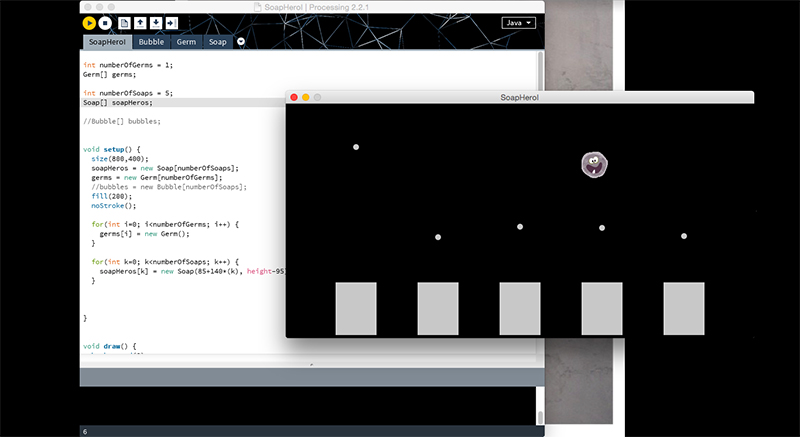 SoapHeroI | Processing 2.2.1
Java
SoapHeroI
Bubble
Germ
Soap
int numberOfGerms = 1;
Germ[] germs;
int numberOfSoaps = 5;
Soap[] soapHeros;
//Bubble[] bubbles;
void setup() {
size(800,400);
soapHeros = new Soap[numberOfSoaps];
germs = new Germ[numberOfGerms];
//bubbles = new Bubble[numberOfSoaps];
fill(200);
noStroke();
for(int i=0; i<numberOfGerms; i++) {
germs[i] = new Germ();
}
for(int k=0; k<numberOfSoaps; k++) {
soapHeros[k] = new Soap(85+140*(k), height-95)
}
}
void draw() {
SoapHeroI
6